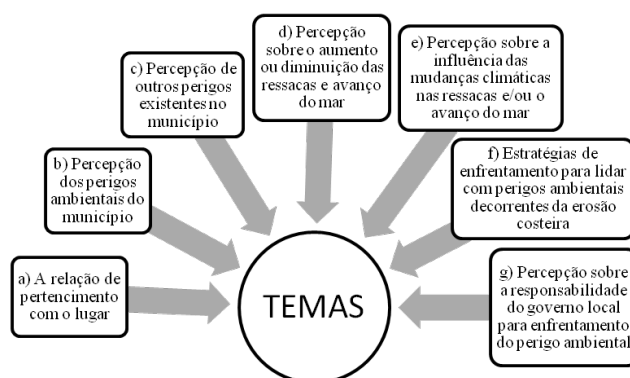 a) A relação de
pertencimento
com o lugar
b) Percepção
dos perigos
ambientais do
município
c) Percepção de
outros perigos
existentes no
município
d) Percepção
sobre o aumento
ou diminuição das
ressacas e avanço
do mar
e) Percepção sobre a
influência das
mudanças climáticas
nas ressacas e/ou o
avanço do mar
f) Estratégias de
enfrentamento para lidar
com perigos ambientais
decorrentes da erosão
costeira
g) Percepção sobre
a responsabilidade
do governo local
para enfrentamento
do perigo ambiental
TEMAS